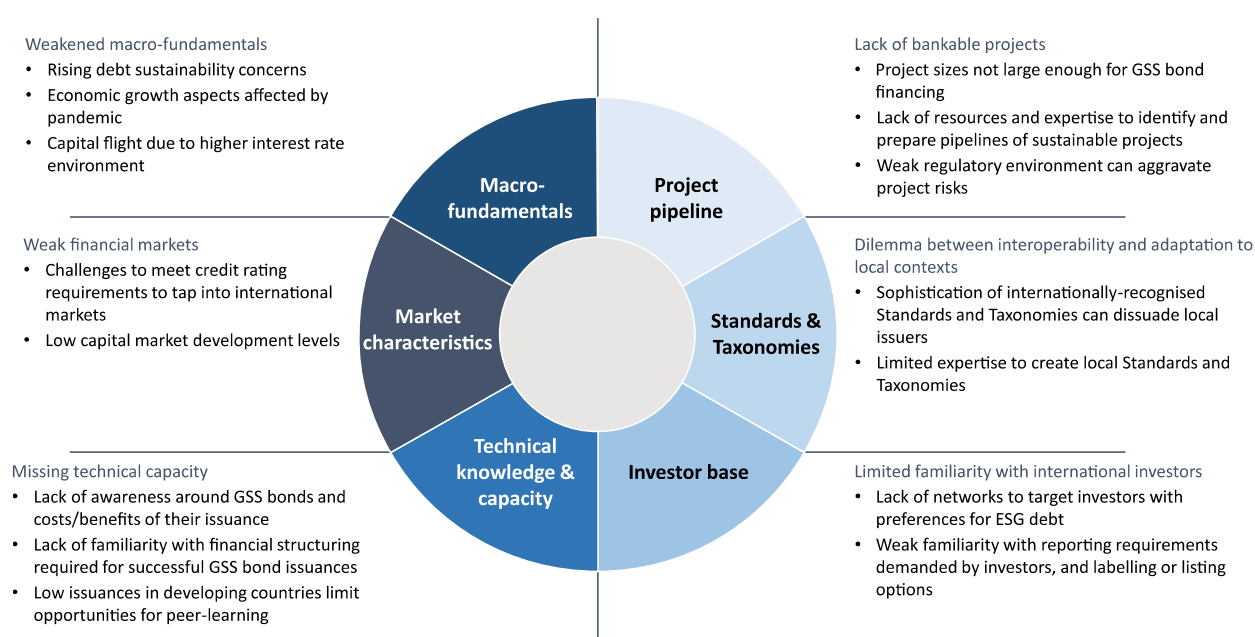 Weakened macro-fundamentals
• Rising debt sustainability concerns
• Economic growth aspects affected by
pandemic
• Capital flight due to higher interest rate
environment
Lack of bankable projects
• Project sizes not large enough for GSS bond
financing
• Lack of resources and expertise to identify and
prepare pipelines of sustainable projects
• Weak regulatory environment can aggravate
project risks
Macro-
fundamentals
Project
pipeline
Weak financial markets
• Challenges to meet credit rating
requirements to tap into international
markets
• Low capital market development levels
Market
characteristics
Standards &
Taxonomies
Dilemma between interoperability and adaptation to
local contexts
• Sophistication of internationally-recognised
Standards and Taxonomies can dissuade local
issuers
• Limited expertise to create local Standards and
Taxonomies
Missing technical capacity
• Lack of awareness around GSS bonds and
costs/benefits of their issuance
• Lack of familiarity with financial structuring
required for successful GSS bond issuances
• Low issuances in developing countries limit
opportunities for peer-learning
Technical
knowledge &
capacity
Investor base
Limited familiarity with international investors
• Lack of networks to target investors with
preferences for ESG debt
• Weak familiarity with reporting requirements
demanded by investors, and labelling or listing
options